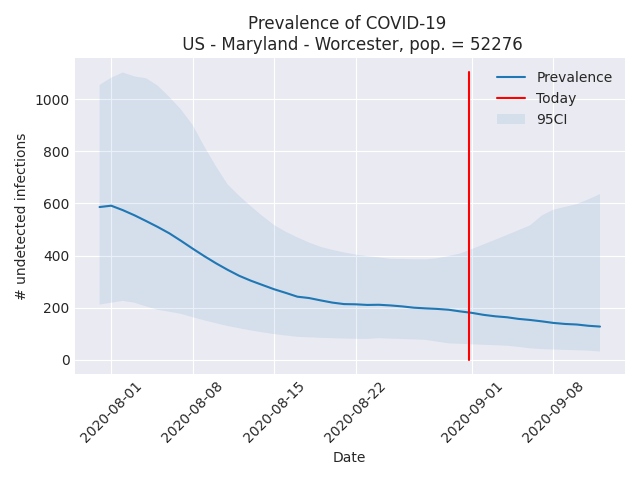 Prevalence of COVID-19
US - Maryland - Worcester, pop. = 52276
Prevalence
Today
95CI
# undetected infections
1000
800
600
400
200
0
2020-08-01
2020-08-08
2020-08-15
2020-08-22
2020-09-01
2020-09-08
Date